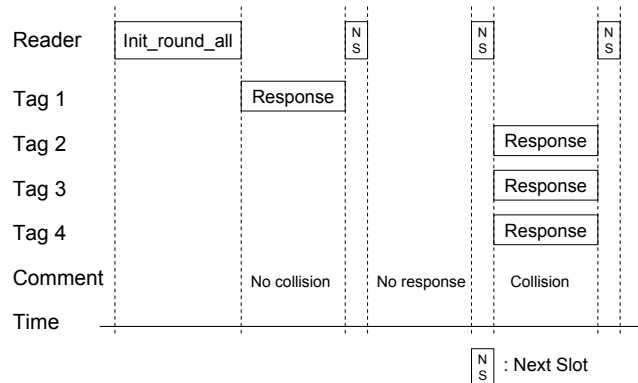 Reader Init_round_all N S N S N S
Tag 1 Response
Tag 2 Response
Tag 3 Response
Tag 4 Response
Comment No collision No response Collision
Time
N S : Next Slot